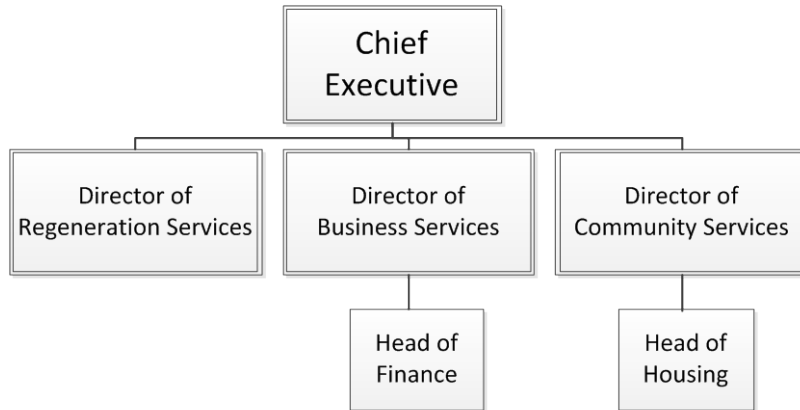 Chief
Executive
Director of
Regeneration Services
Director of
Business Services
Director of
Community Services
Head of
Finance
Head of
Housing